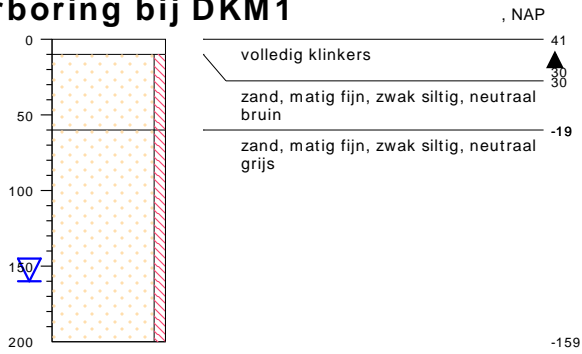 rboring bij DKM1
, NAP
0
41
volledig klinkers
30
30
zand, matig fijn, zwak siltig, neutraal
bruin
50
-19
zand, matig fijn, zwak siltig, neutraal
grijs
100
150
200
-159